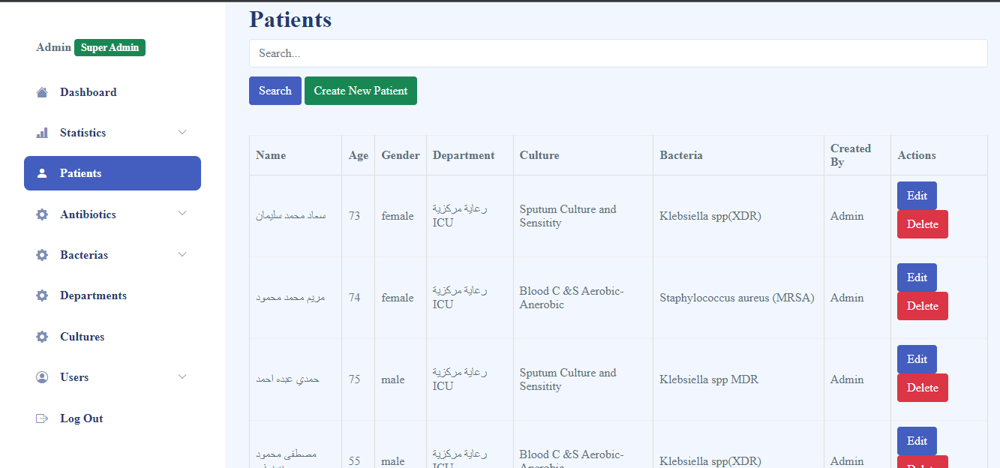 Patients
Admin Super Admin
Search...
Dashboard
Search Create New Patient
Statistics
Patients
Antibiotics
Bacterias
Departments
Cultures
Users
Log Out
Name Age Gender Department Culture Bacteria Created By Actions
سعاد محمد سليمان 73 female رعاية مركزية ICU Sputum Culture and Sensitity Klebsiella spp(XDR) Admin Edit Delete
مريم محمد محمود 74 female رعاية مركزية ICU Blood C &S Aerobic-Anerobic Staphylococcus aureus (MRSA) Admin Edit Delete
حمدي عبده احمد 75 male رعاية مركزية ICU Sputum Culture and Sensitity Klebsiella spp MDR Admin Edit Delete
مصطفى محمود 55 male رعاية مركزية ICU Blood C &S Aerobic-Anerobic Klebsiella spp(XDR) Admin Edit Delete